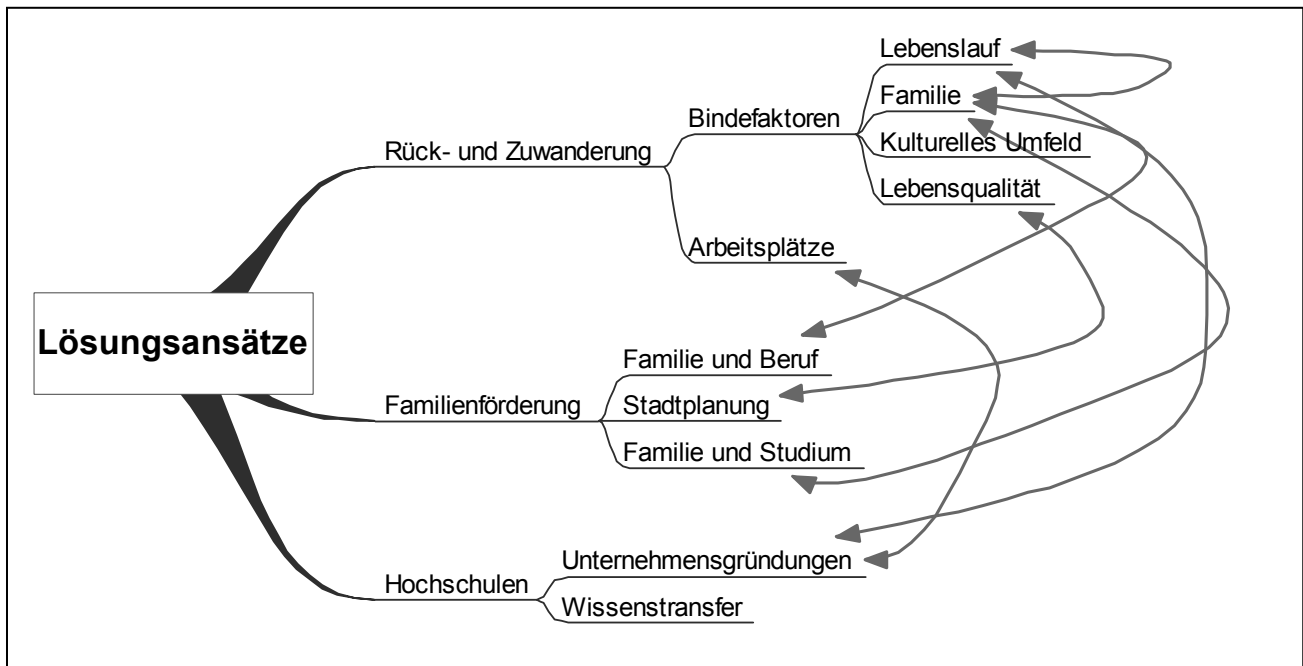 Lösungsansätze
Rück- und Zuwanderung
Bindefaktoren
Lebenslauf
Familie
Kulturelles Umfeld
Lebensqualität
Arbeitsplätze
Familienförderung
Familie und Beruf
Stadtplanung
Familie und Studium
Hochschulen
Unternehmensgründungen
Wissenstransfer